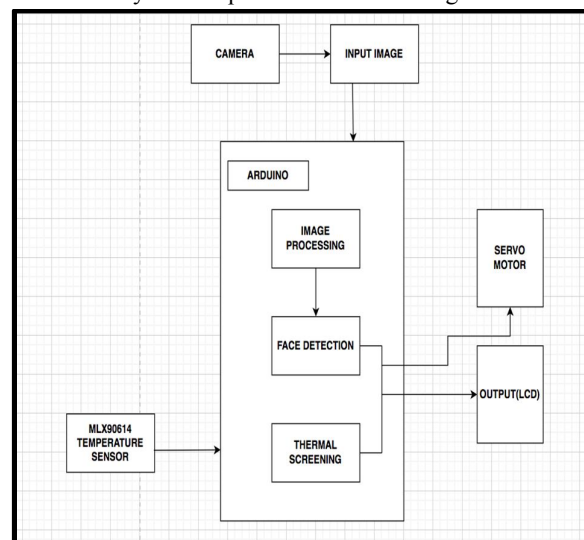 CAMERA
INPUT IMAGE
ARDUINO
IMAGE
PROCESSING
SERVO
MOTOR
FACE DETECTION
OUTPUT(LCD)
MLX90614
TEMPERATURE
SENSOR
THERMAL
SCREENING